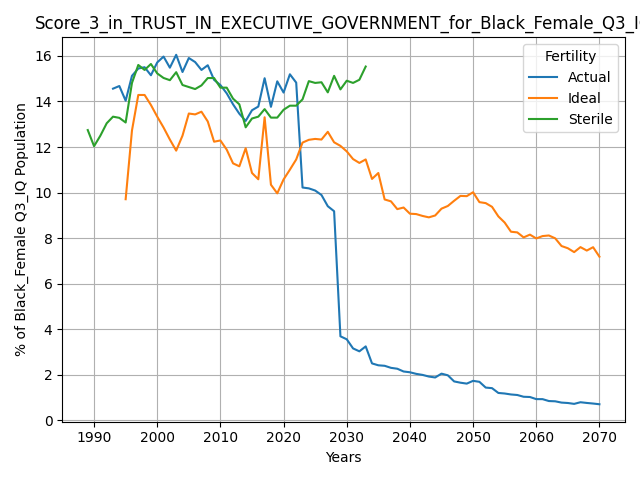 Score_3_in_TRUST_IN_EXECUTIVE_GOVERNMENT_for_Black_Female_Q3_IQ
Fertility
Actual
Ideal
Sterile
% of Black_Female Q3_IQ Population
16
14
12
10
8
6
4
2
0
1990 2000 2010 2020 2030 2040 2050 2060 2070
Years